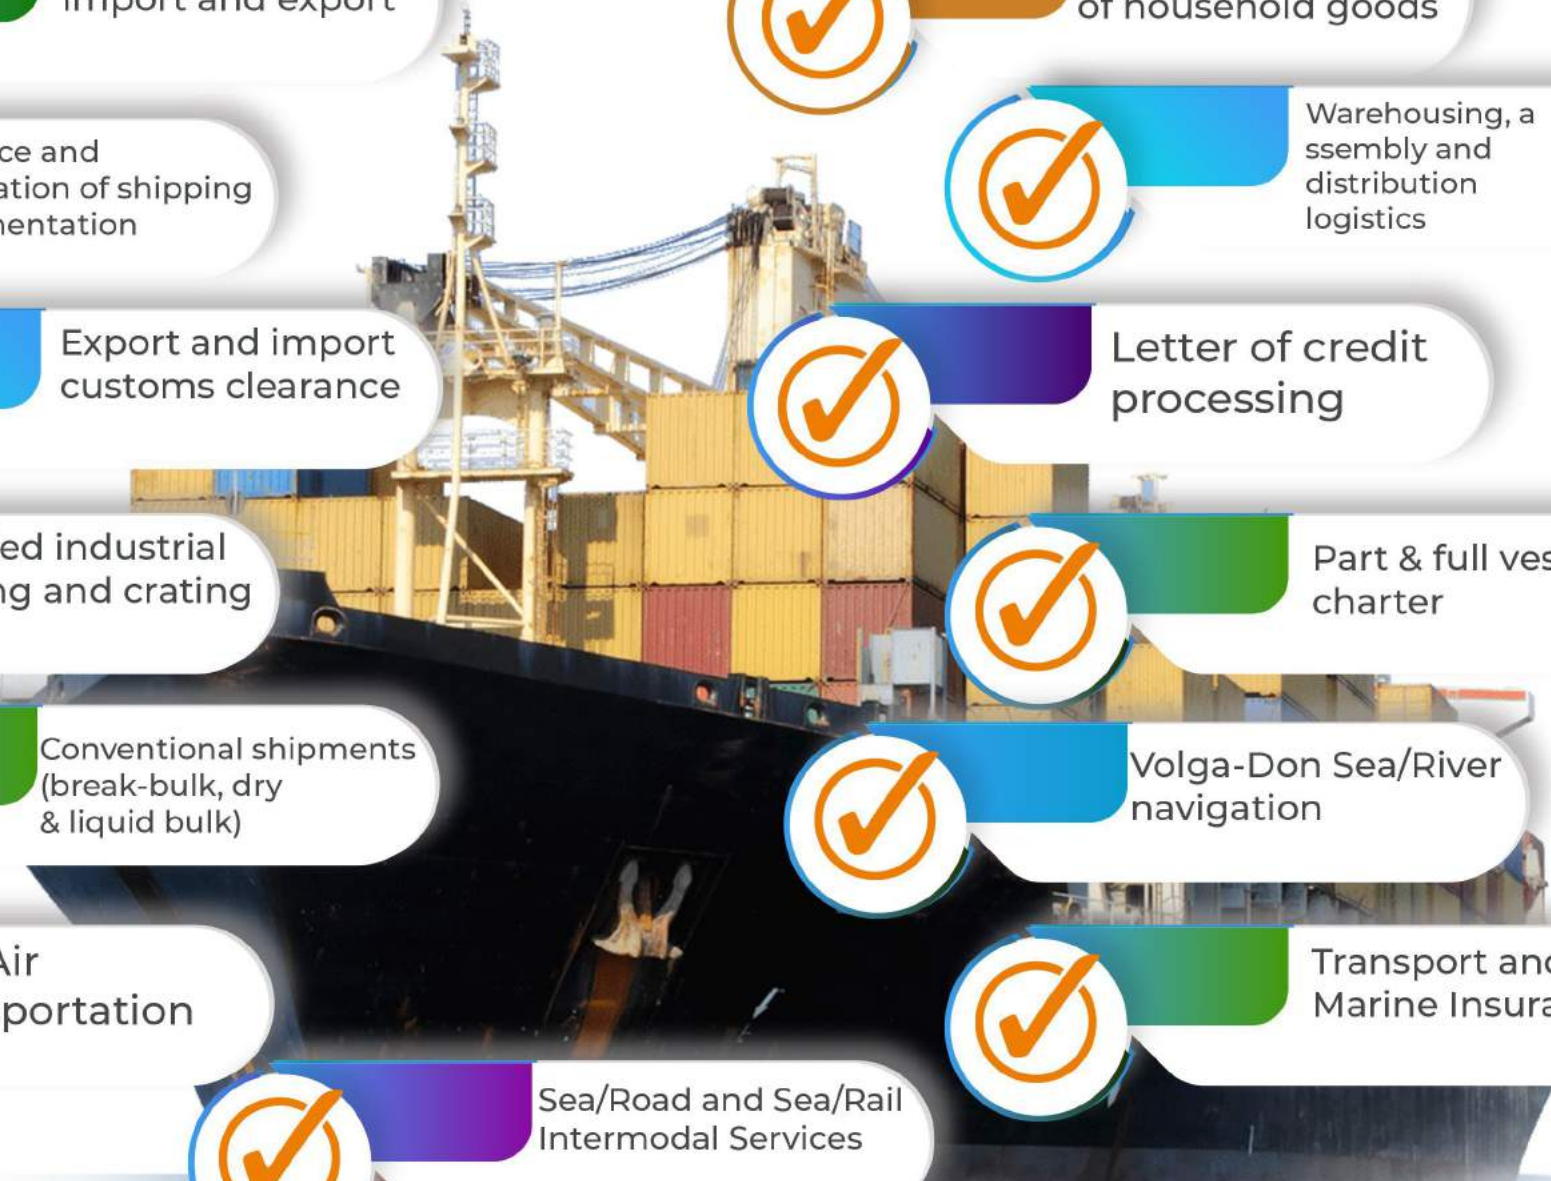 import and export
of household goods
Warehousing, a
ssembly and
distribution
logistics
ce and
ation of shipping
entation
Export and import
customs clearance
Letter of credit
processing
ed industrial
ng and crating
Part & full ves
charter
Conventional shipments
(break-bulk, dry
& liquid bulk)
Volga-Don Sea/River
navigation
Air
portation
Transport and
Marine Insura
Sea/Road and Sea/Rail
Intermodal Services